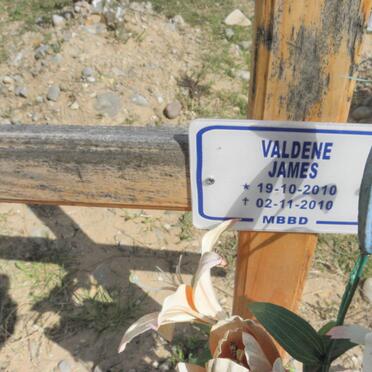 VALDENE
JAMES
★ 19-10-2010
✝ 02-11-2010
MBBD